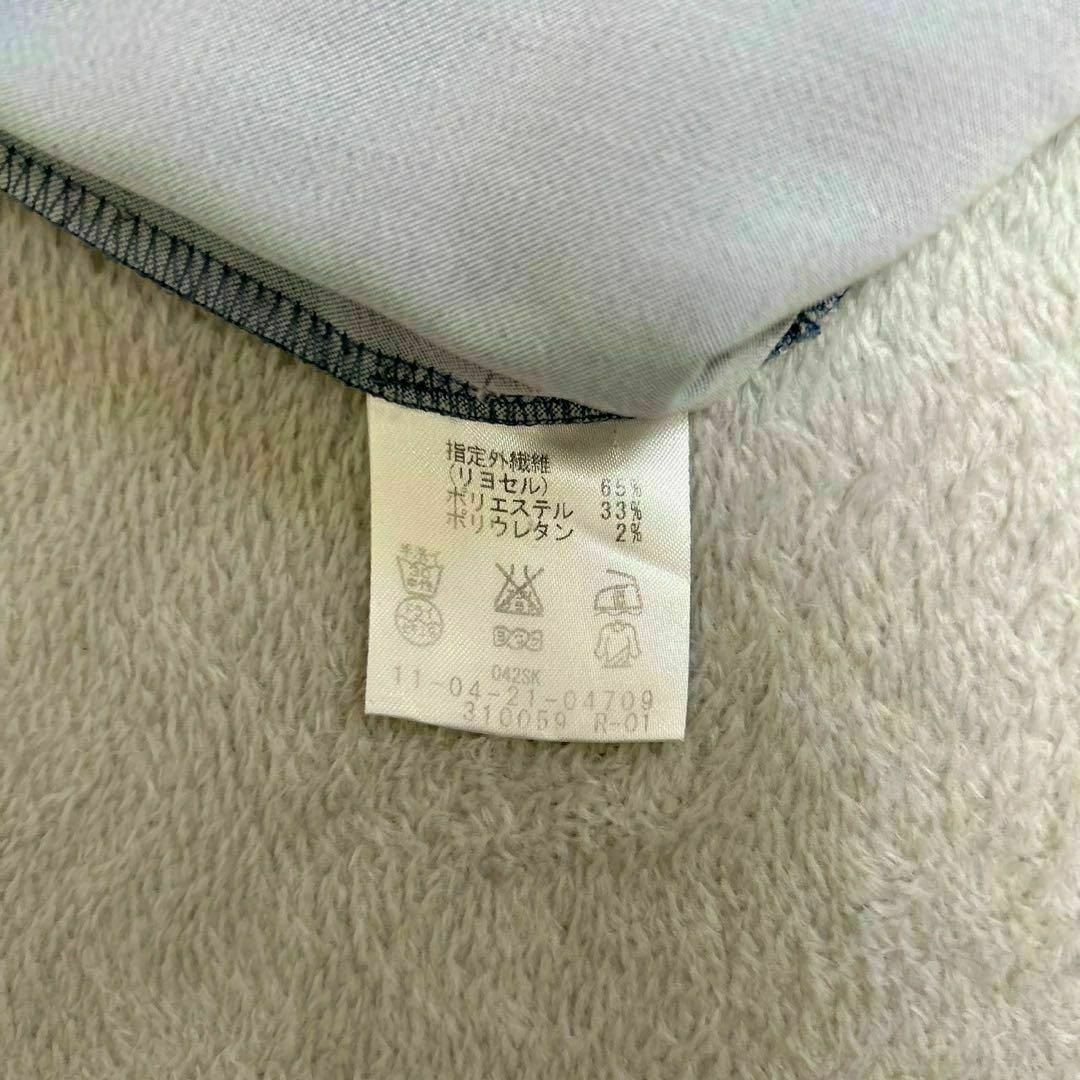 指定外繊維
(リヨセル) 65%
ポリエステル 33%
ポリウレタン 2%
042SK
11-04-21-04709
310059 R-01